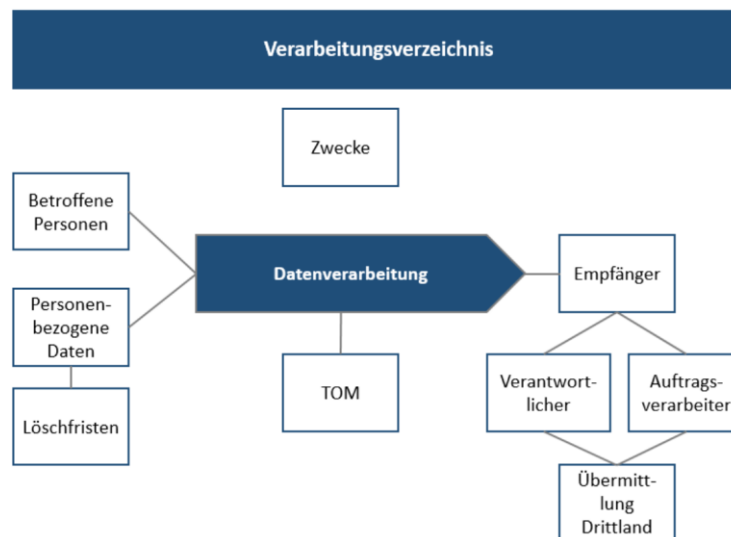 Verarbeitungsverzeichnis
Zwecke
Betroffene
Personen
Datenverarbeitung
Empfänger
Personen-
bezogene
Daten
Löschfristen
TOM
Verantwort-
licher
Auftrags-
verarbeiter
Übermitt-
lung
Drittland